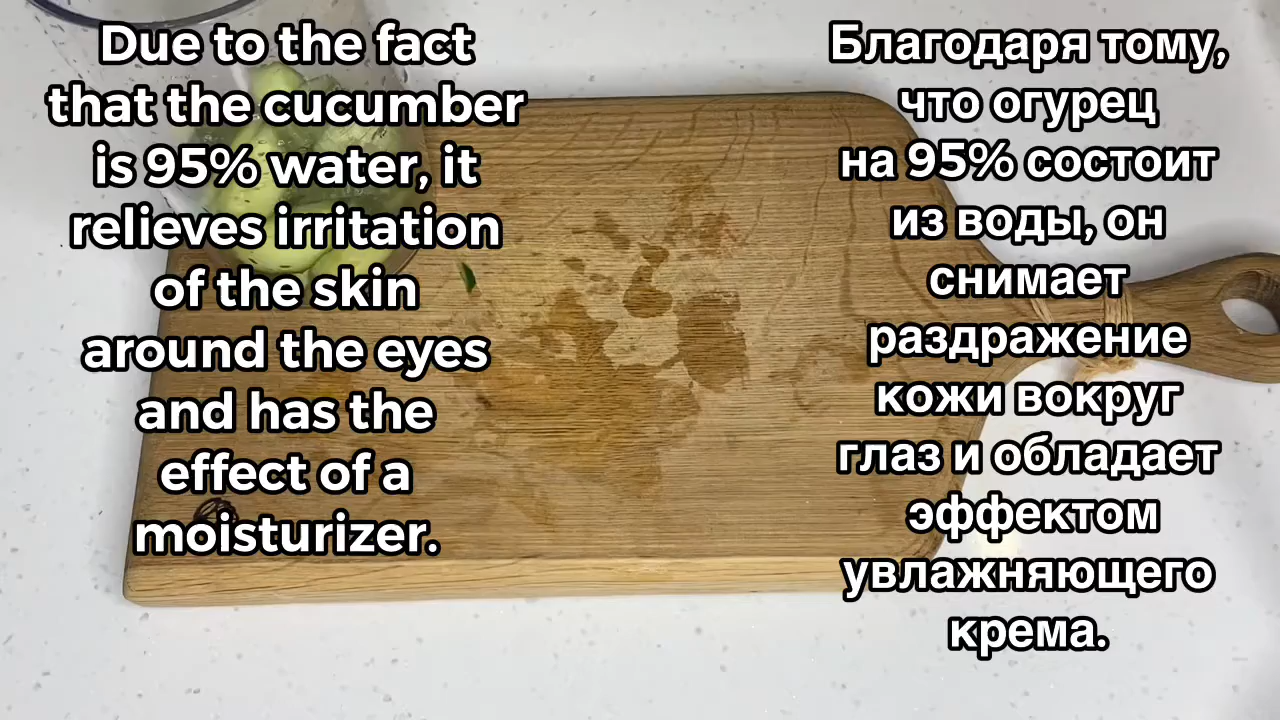 Due to the fact
that the cucumber
is 95% water, it
relieves irritation
of the skin
around the eyes
and has the
effect of a
moisturizer.
Благодаря тому,
что огурец
на 95% состоит
из воды, он
снимает
раздражение
кожи вокруг
глаз и обладает
эффектом
увлажняющего
крема.